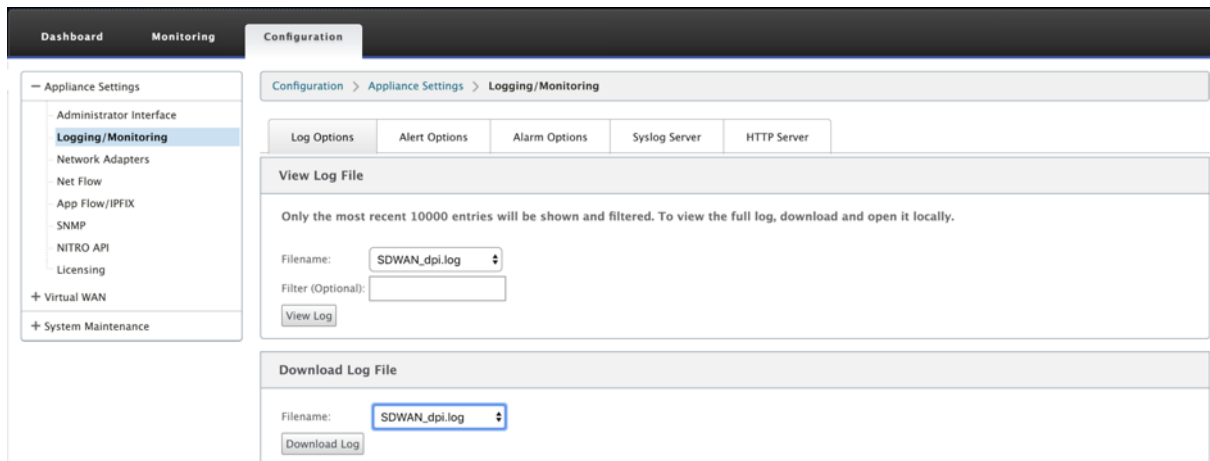 Dashboard Monitoring Configuration
— Appliance Settings
Administrator Interface
Logging/Monitoring
Network Adapters
Net Flow
App Flow/IPFIX
SNMP
NITRO API
Licensing
+ Virtual WAN
+ System Maintenance
Configuration > Appliance Settings > Logging/Monitoring
Log Options Alert Options Alarm Options Syslog Server HTTP Server
View Log File
Only the most recent 10000 entries will be shown and filtered. To view the full log, download and open it locally.
Filename: SDWAN_dpi.log
Filter (Optional):
View Log
Download Log File
Filename: SDWAN_dpi.log
Download Log